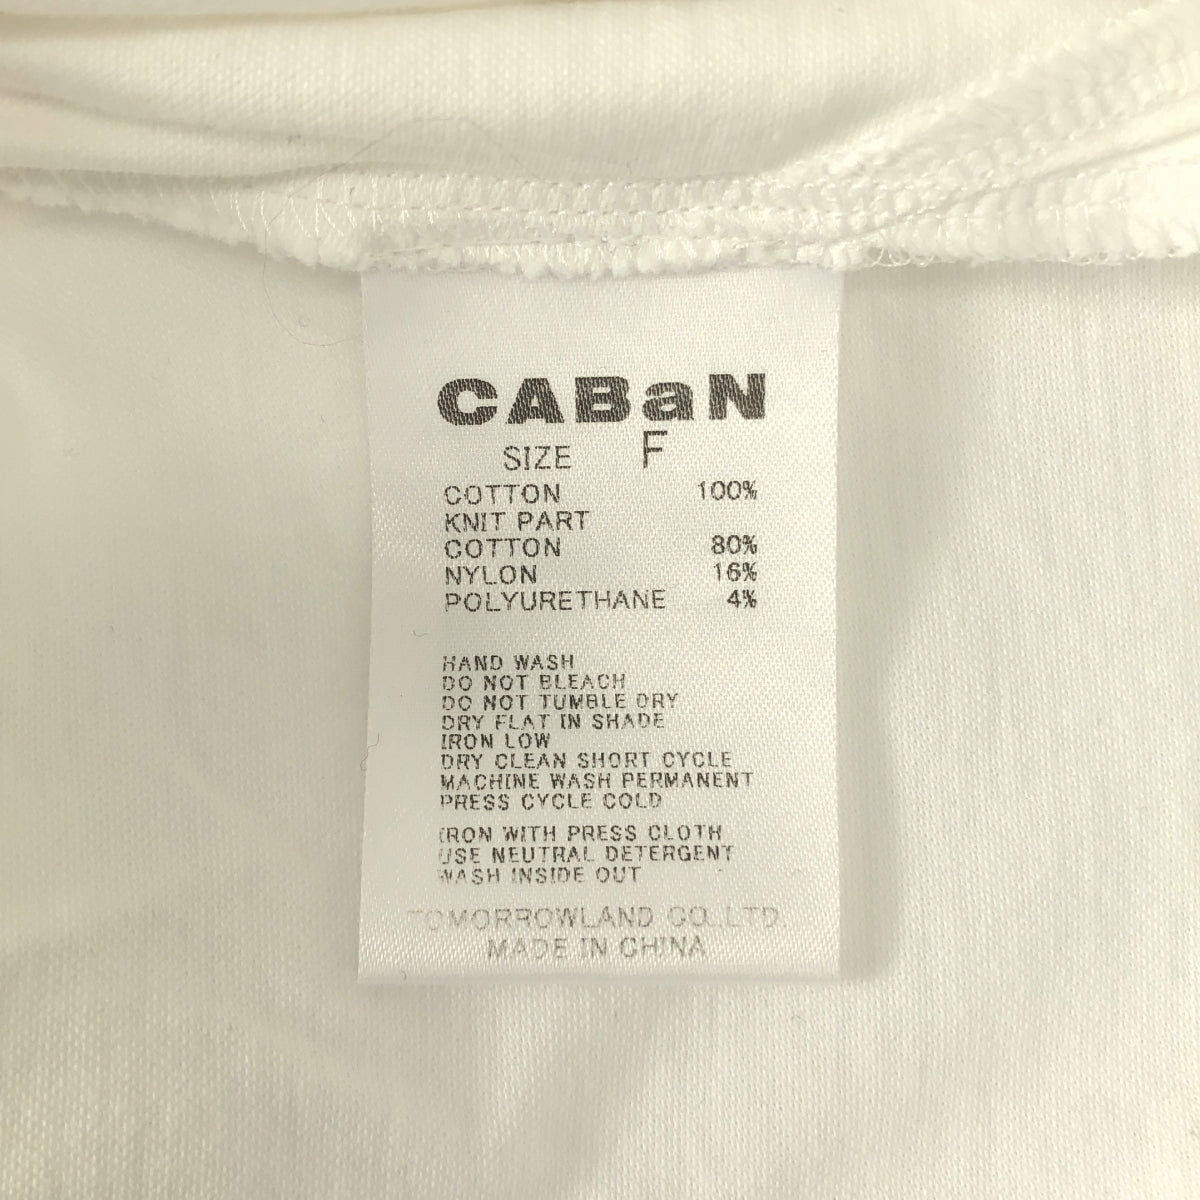 CABaN
SIZE F
COTTON 100%
KNIT PART
COTTON 80%
NYLON 16%
POLYURETHANE 4%
HAND WASH
DO NOT BLEACH
DO NOT TUMBLE DRY
DRY FLAT IN SHADE
IRON LOW
DRY CLEAN SHORT CYCLE
MACHINE WASH PERMANENT
PRESS CYCLE COLD
IRON WITH PRESS CLOTH
USE NEUTRAL DETERGENT
WASH INSIDE OUT
TOMORROWLAND CO.,LTD.
MADE IN CHINA